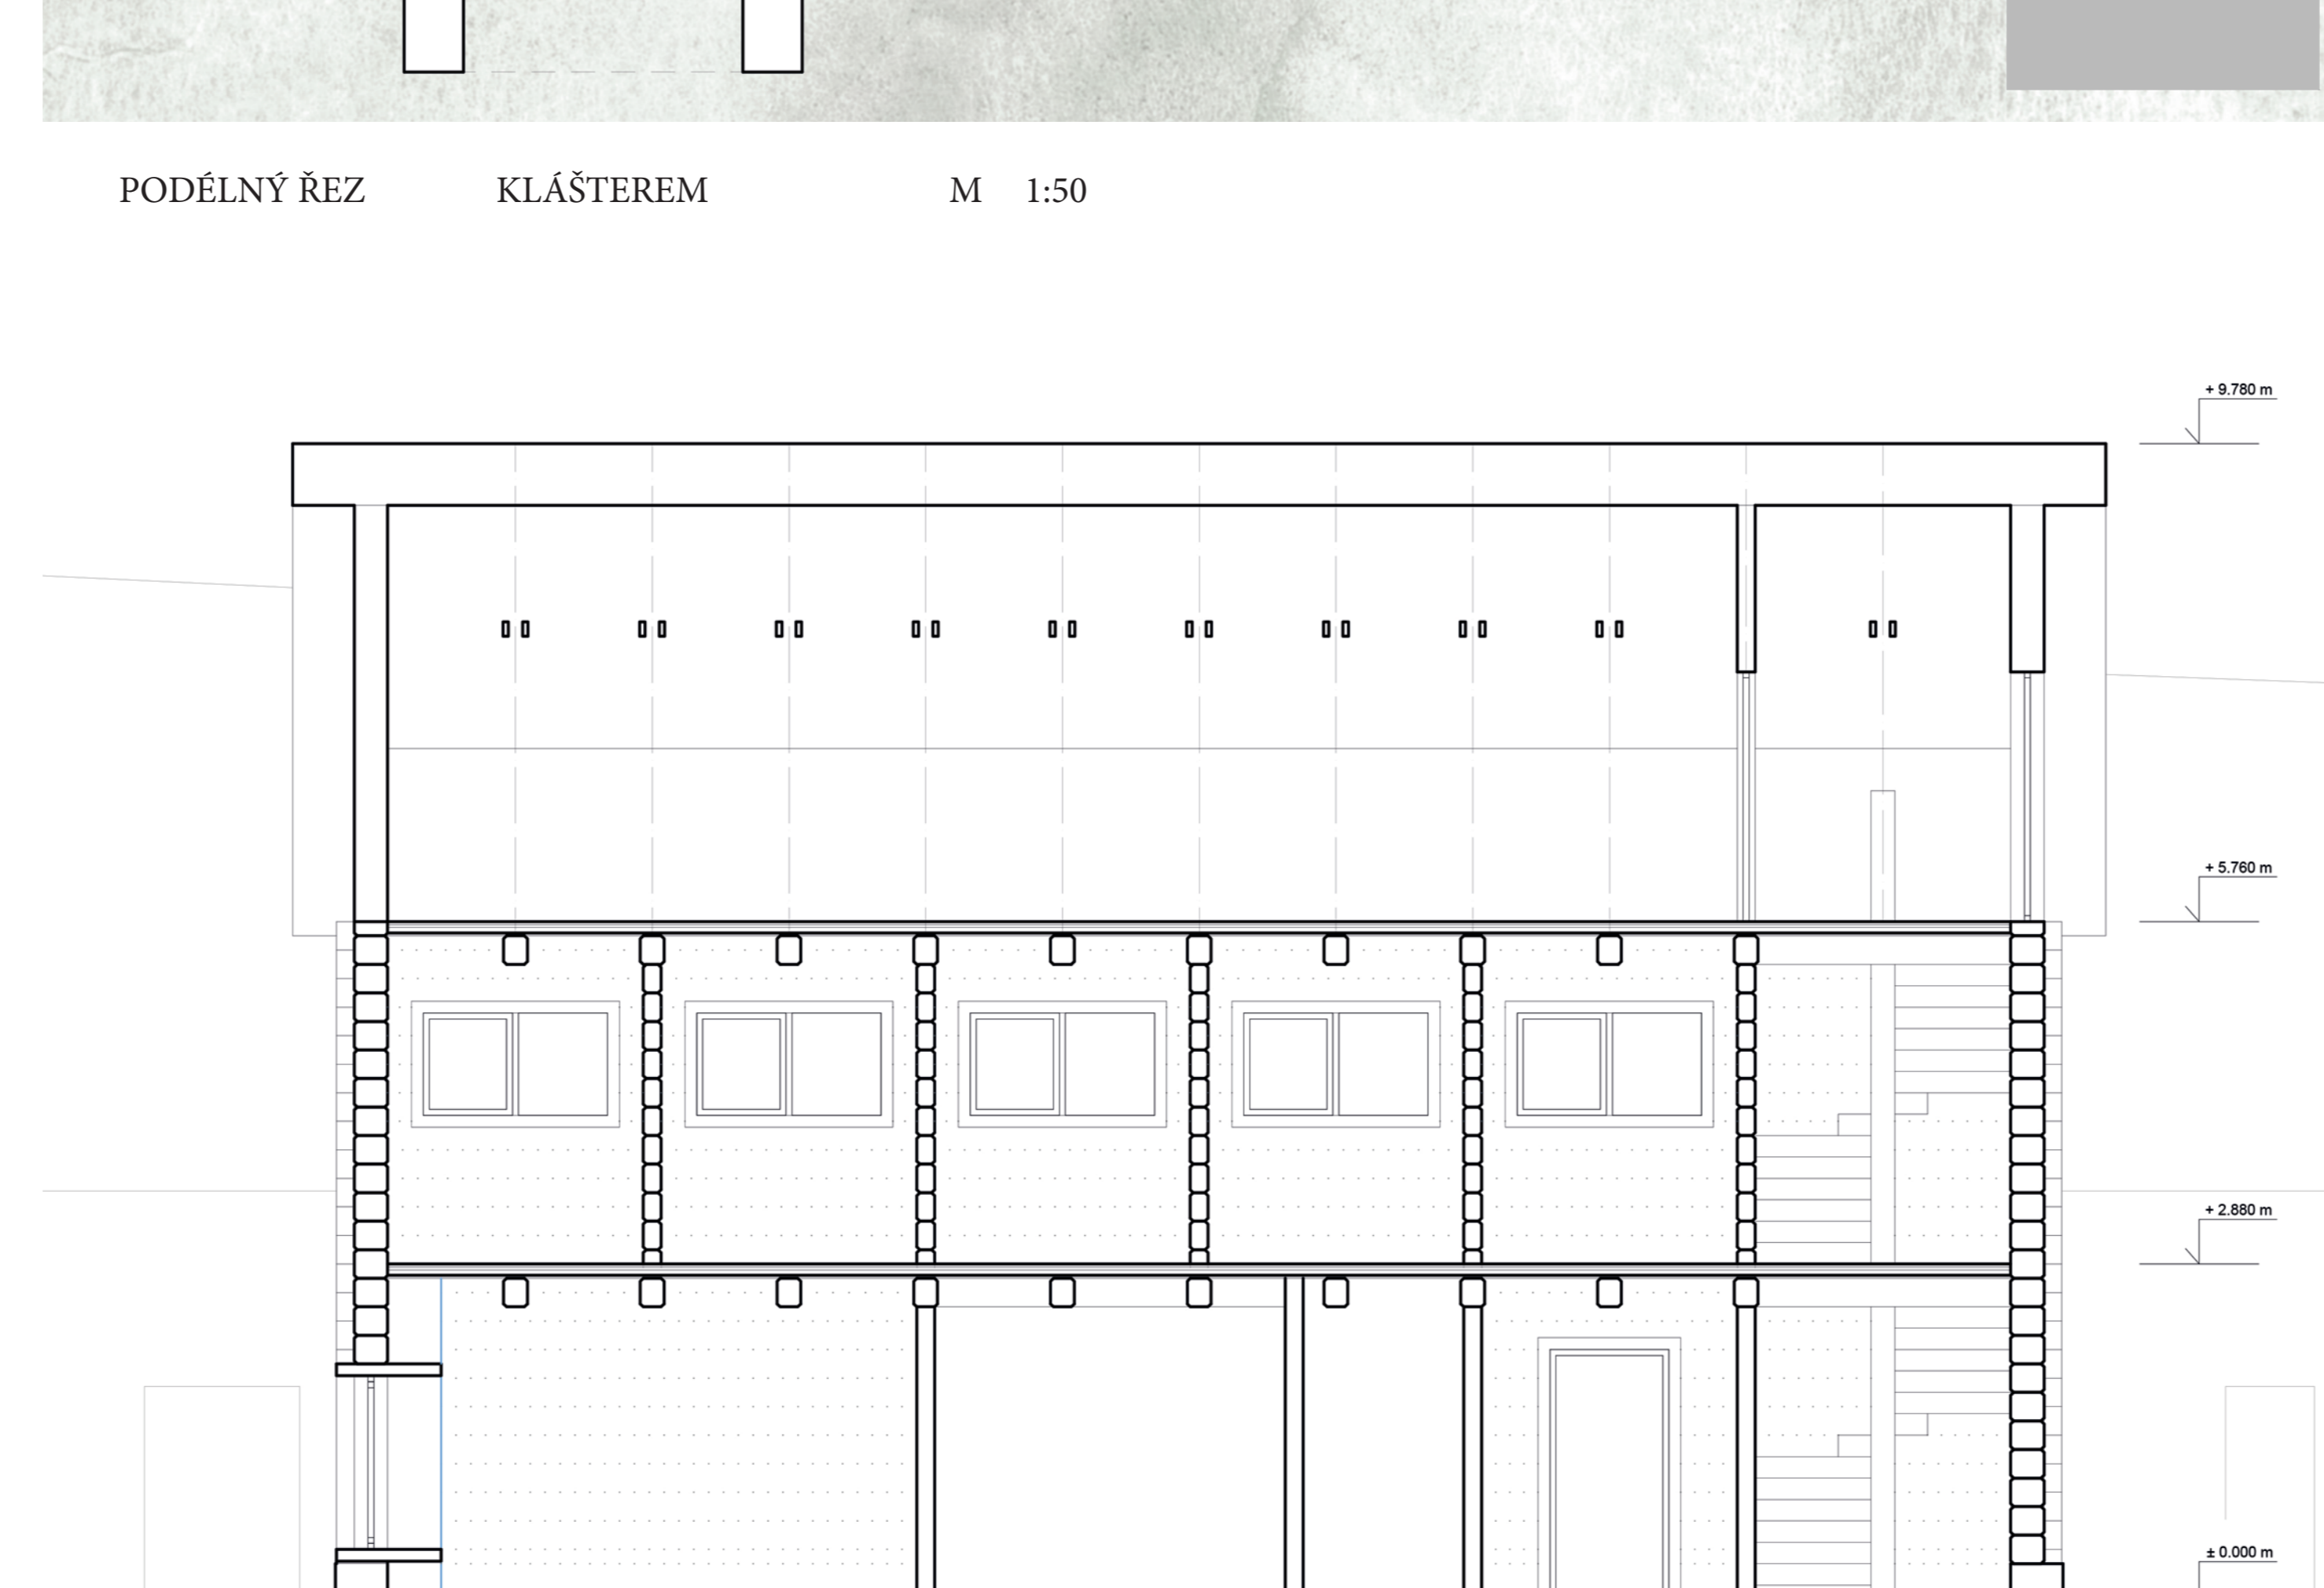 PODÉLNÝ ŘEZ KLÁŠTEREM M 1:50
+ 9.780 m
+ 5.760 m
+ 2.880 m
± 0.000 m